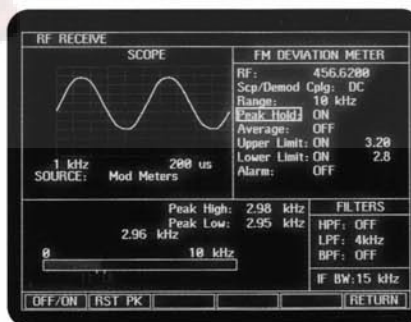 RF RECEIVE
SCOPE
1 kHz 200 us
SOURCE: Mod Meters
FM DEVIATION METER
RF: 456.6200
Scp/Demod Cplg: DC
Range: 10 kHz
Peak Hold: ON
Average: OFF
Upper Limit: ON 3.20
Lower Limit: ON 2.8
Alarm: OFF
Peak High: 2.98 kHz
Peak Low: 2.95 kHz
2.96 kHz
0 10 kHz
FILTERS
HPF: OFF
LPF: 4kHz
BPF: OFF
IF BW:15 kHz
OFF/ON RST PK RETURN